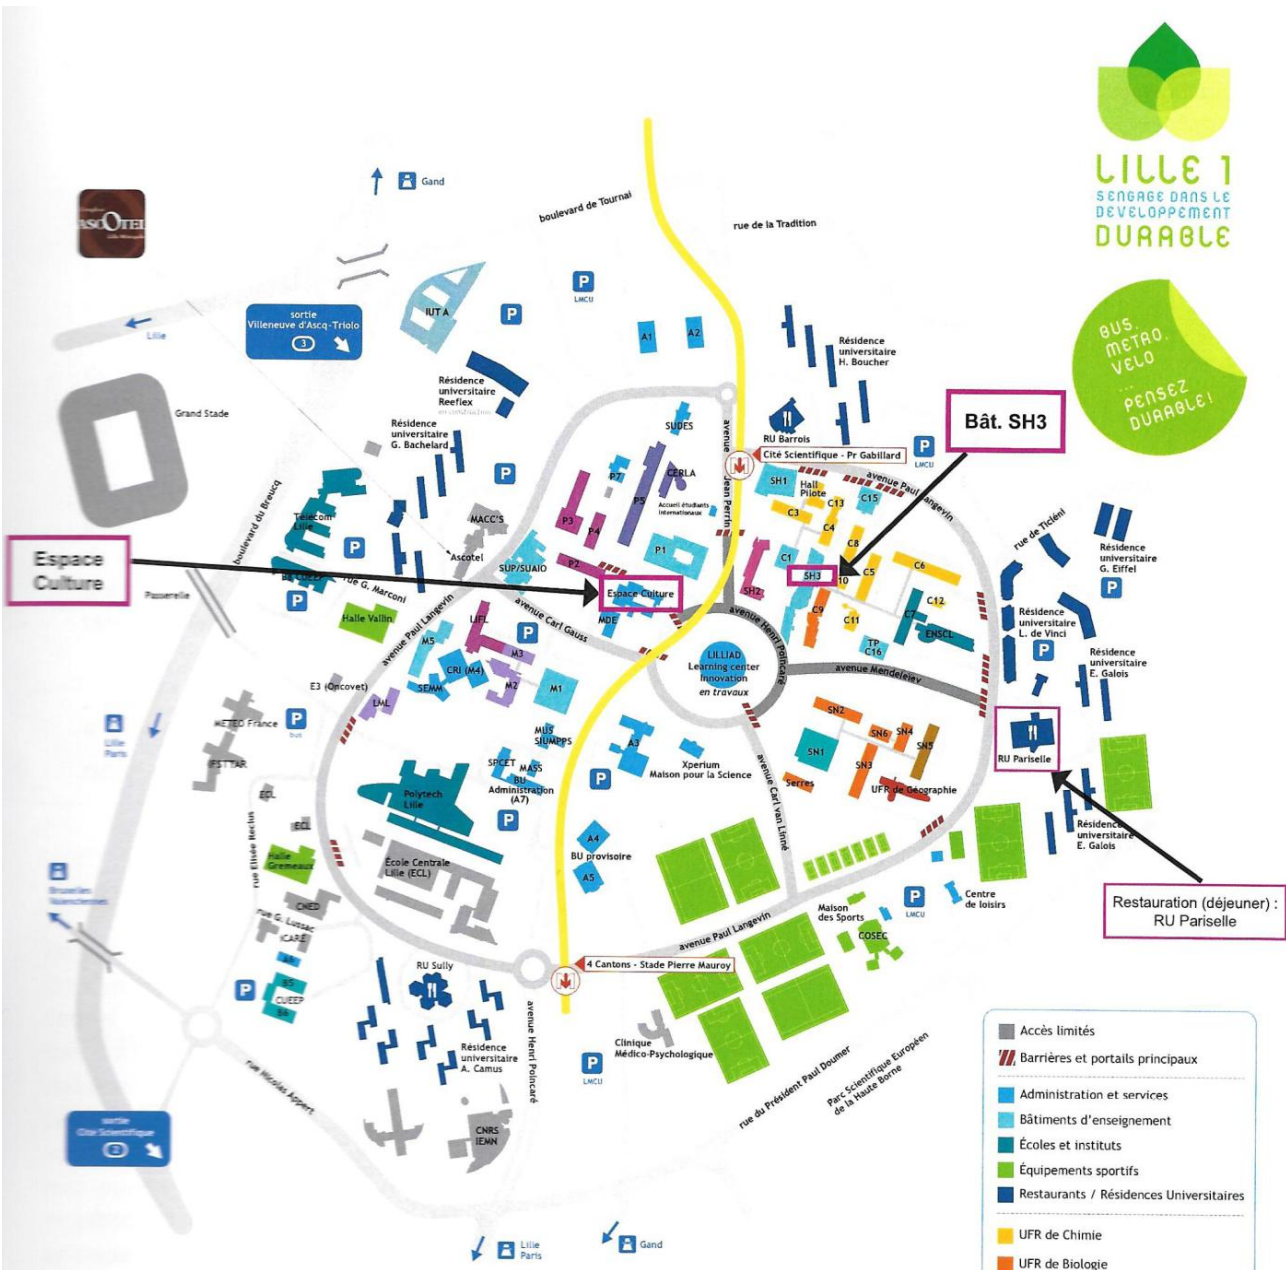 LILLE 1
SENGAGE DANS LE
DEVELOPPEMENT
DURABLE
BUS.
METRO.
VELO
...
PENSEZ
DURABLE!
Gand
ASCOTEL
boulevard de Tournai
rue de la Tradition
P
LMCU
IUT A
P
sortie
Villeneuve d'Ascq-Triolo
3
Lille
A1
A2
Résidence
universitaire
H. Boucher
Résidence
universitaire
Reeflex
Grand Stade
Résidence
universitaire
G. Bachelard
SUDES
RU Barrois
Bât. SH3
P
LMCU
Cité Scientifique - Pr Gabillard
avenue Jean Perrin
avenue Paul Langevin
P
P7
CERLA
P5
Accueil étudiants
Internationaux
SH1
Hall
Pilote
C15
C13
C3
C4
P3
P4
boulevard du Breucq
Télécom
Lille
MACC'S
Ascotel
P
SUP/SUAIO
P1
P2
C1
C8
C5
C6
SH3
SH2
C9
C11
C12
C7
ENSCL
TP
C16
rue de Ticléni
Résidence
universitaire
G. Eiffel
P
Résidence
universitaire
L. de Vinci
P
Résidence
universitaire
E. Galois
Espace
Culture
P
rue G. Marconi
Passerelle
Halle Vallin
Espace Culture
MDE
avenue Paul Langevin
avenue Carl Gauss
avenue Henri Poincaré
LIFL
P
M5
M3
CRI (M4)
M2
M1
SEMM
LML
E3 (Oncovet)
LILLIAD
Learning center
Innovation
en travaux
avenue Mendeleiev
METEO France
IFSTTAR
P
bus
Lille
Paris
MUS
SIUMPPS
SPCET
MASS
BU
Administration
(A7)
A3
P
Xperium
Maison pour la Science
SN2
SN6
SN4
SN5
SN1
SN3
Serres
UFR de Géographie
RU Pariselle
Résidence
universitaire
E. Galois
ECL
ECL
rue Elisée Reclus
Polytech
Lille
P
A4
BU provisoire
A5
avenue Carl van Linné
Halle
Gremeaux
École Centrale
Lille (ECL)
Bruxelles
Valenciennes
CNED
rue G. Lussac
ICARE
P
LMCU
Centre
de loisirs
Maison
des Sports
COSEC
Restauration (déjeuner) :
RU Pariselle
avenue Paul Langevin
RU Sully
4 Cantons - Stade Pierre Mauroy
P
CUEEP
avenue Henri Poincaré
Résidence
universitaire
A. Camus
Clinique
Médico-Psychologique
P
LMCU
rue Nicolas Appert
rue du Président Paul Doumer
Parc Scientifique Européen
de la Haute Borne
CNRS
IEMN
sortie
Cité Scientifique
2
Lille
Paris
Gand
Accès limités
Barrières et portails principaux
Administration et services
Bâtiments d'enseignement
Écoles et instituts
Équipements sportifs
Restaurants / Résidences Universitaires
UFR de Chimie
UFR de Biologie